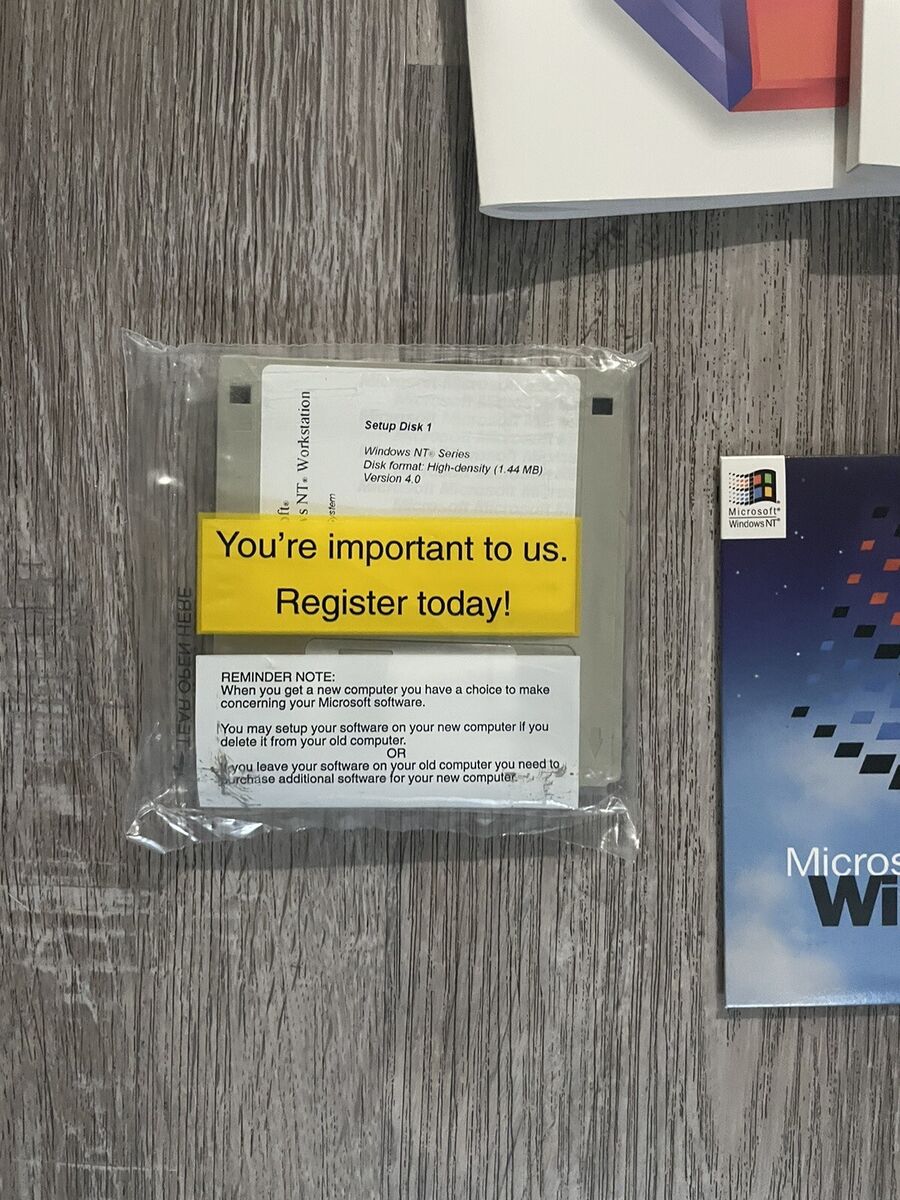 Setup Disk 1
Windows NT® Series
Disk format: High-density (1.44 MB)
Version 4.0
NT® Workstation
You're important to us.
Register today!
TEAR OPEN HERE
REMINDER NOTE:
When you get a new computer you have a choice to make
concerning your Microsoft software.
You may setup your software on your new computer if you
delete it from your old computer.
OR
If you leave your software on your old computer you need to
purchase additional software for your new computer.
Microsoft®
Windows NT®
Micros
Wi